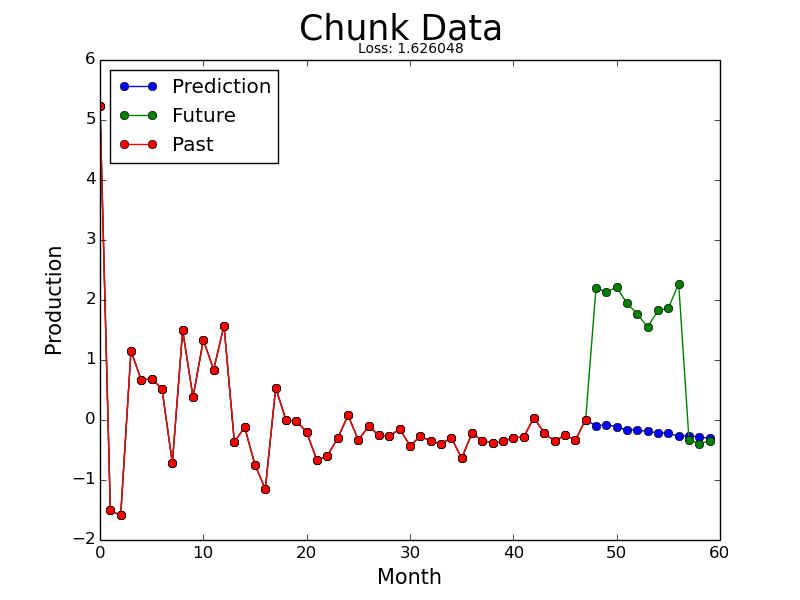 Chunk Data
Loss: 1.626048
Prediction
Future
Past
Production
6
5
4
3
2
1
0
−1
−2
0 10 20 30 40 50 60
Month